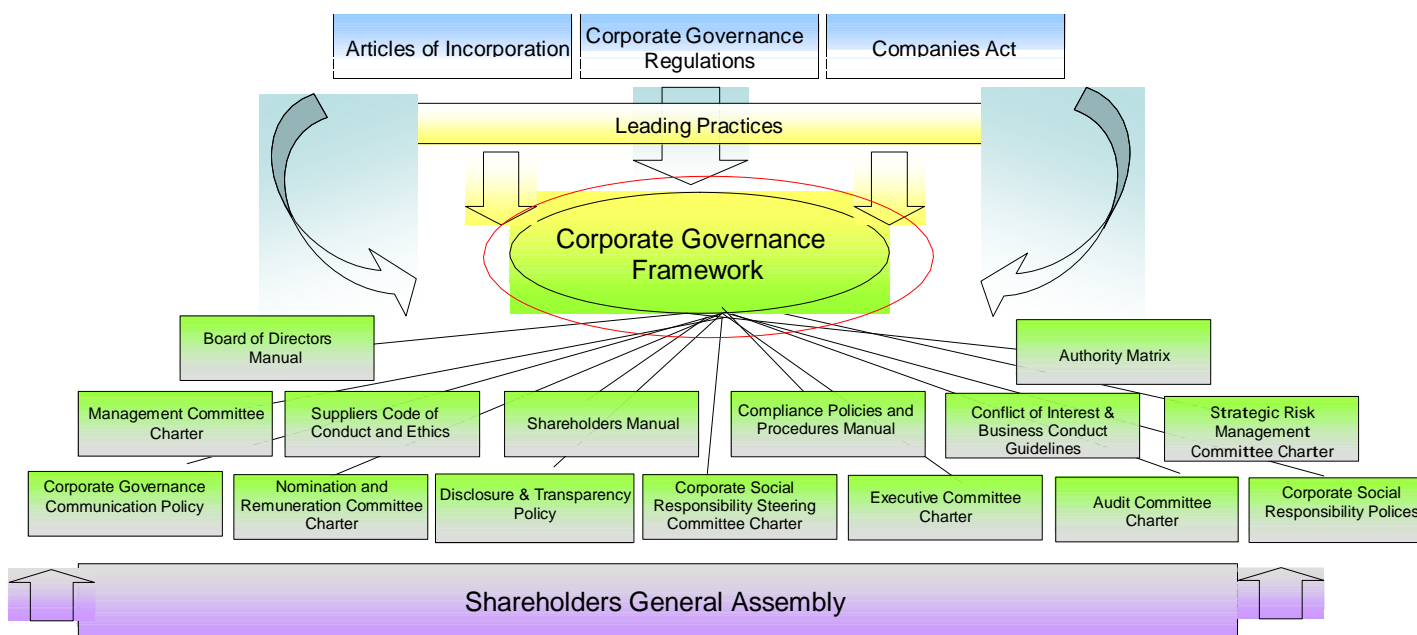 Articles of Incorporation
Corporate Governance
Regulations
Companies Act
Leading Practices
Corporate Governance
Framework
Board of Directors
Manual
Authority Matrix
Management Committee
Charter
Suppliers Code of
Conduct and Ethics
Shareholders Manual
Compliance Policies and
Procedures Manual
Conflict of Interest &
Business Conduct
Guidelines
Strategic Risk
Management
Committee Charter
Corporate Governance
Communication Policy
Nomination and
Remuneration Committee
Charter
Disclosure & Transparency
Policy
Corporate Social
Responsibility Steering
Committee Charter
Executive Committee
Charter
Audit Committee
Charter
Corporate Social
Responsibility Polices
Shareholders General Assembly